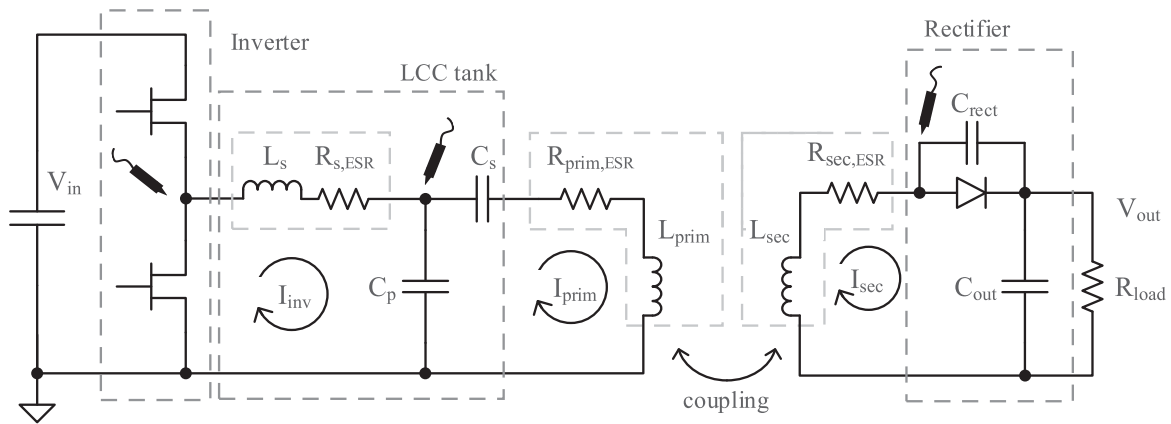 Inverter
Rectifier
LCC tank
V_in
L_s
R_s,ESR
C_s
R_prim,ESR
R_sec,ESR
C_rect
L_prim
L_sec
V_out
I_inv
C_p
I_prim
I_sec
C_out
R_load
coupling